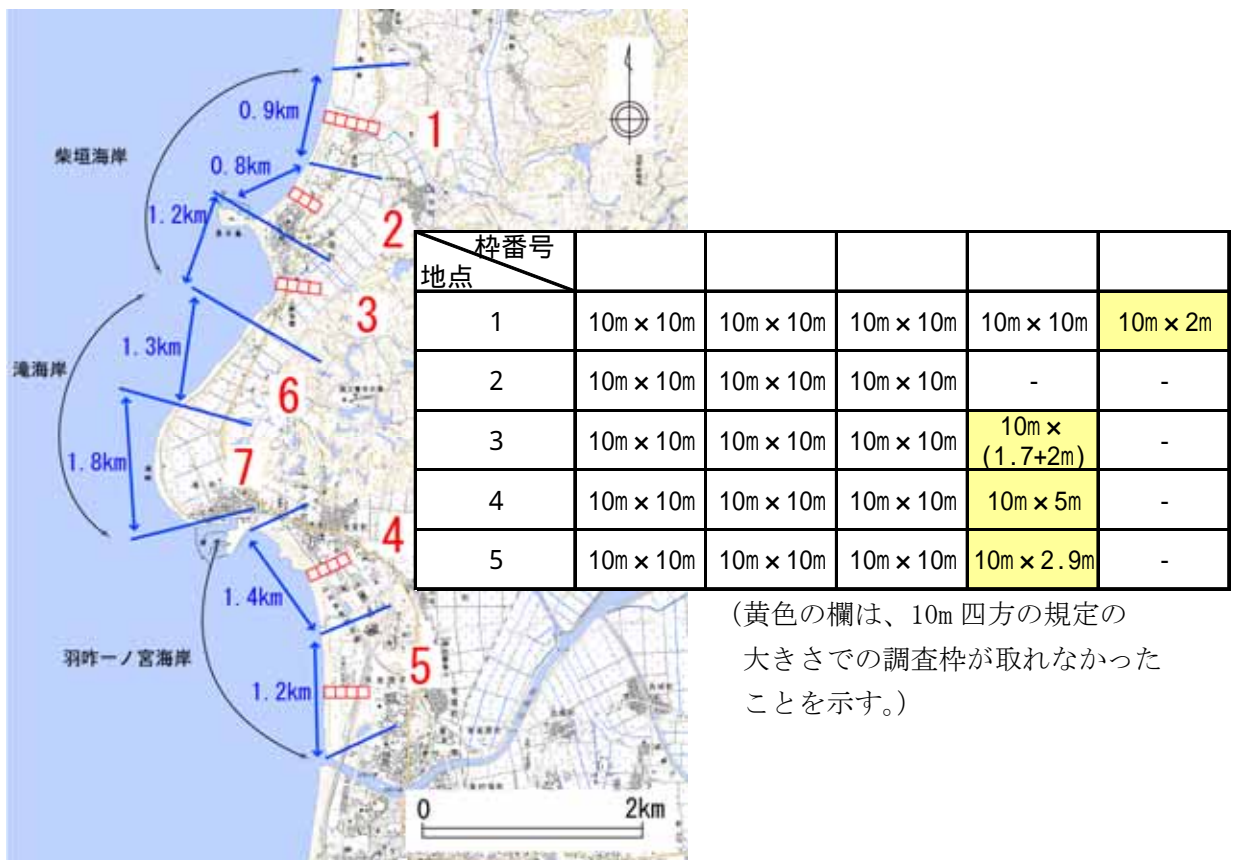 0.9km
1
柴垣海岸
0.8km
1.2km
2
3
1.3km
滝海岸
6
1.8km
7
4
1.4km
羽咋一ノ宮海岸
5
1.2km
0 2km
枠番号
地点
1 10m×10m 10m×10m 10m×10m 10m×10m 10m×2m
2 10m×10m 10m×10m 10m×10m - -
3 10m×10m 10m×10m 10m×10m 10m×(1.7+2m) -
4 10m×10m 10m×10m 10m×10m 10m×5m -
5 10m×10m 10m×10m 10m×10m 10m×2.9m -
(黄色の欄は、10m 四方の規定の
大きさでの調査枠が取れなかった
ことを示す。)